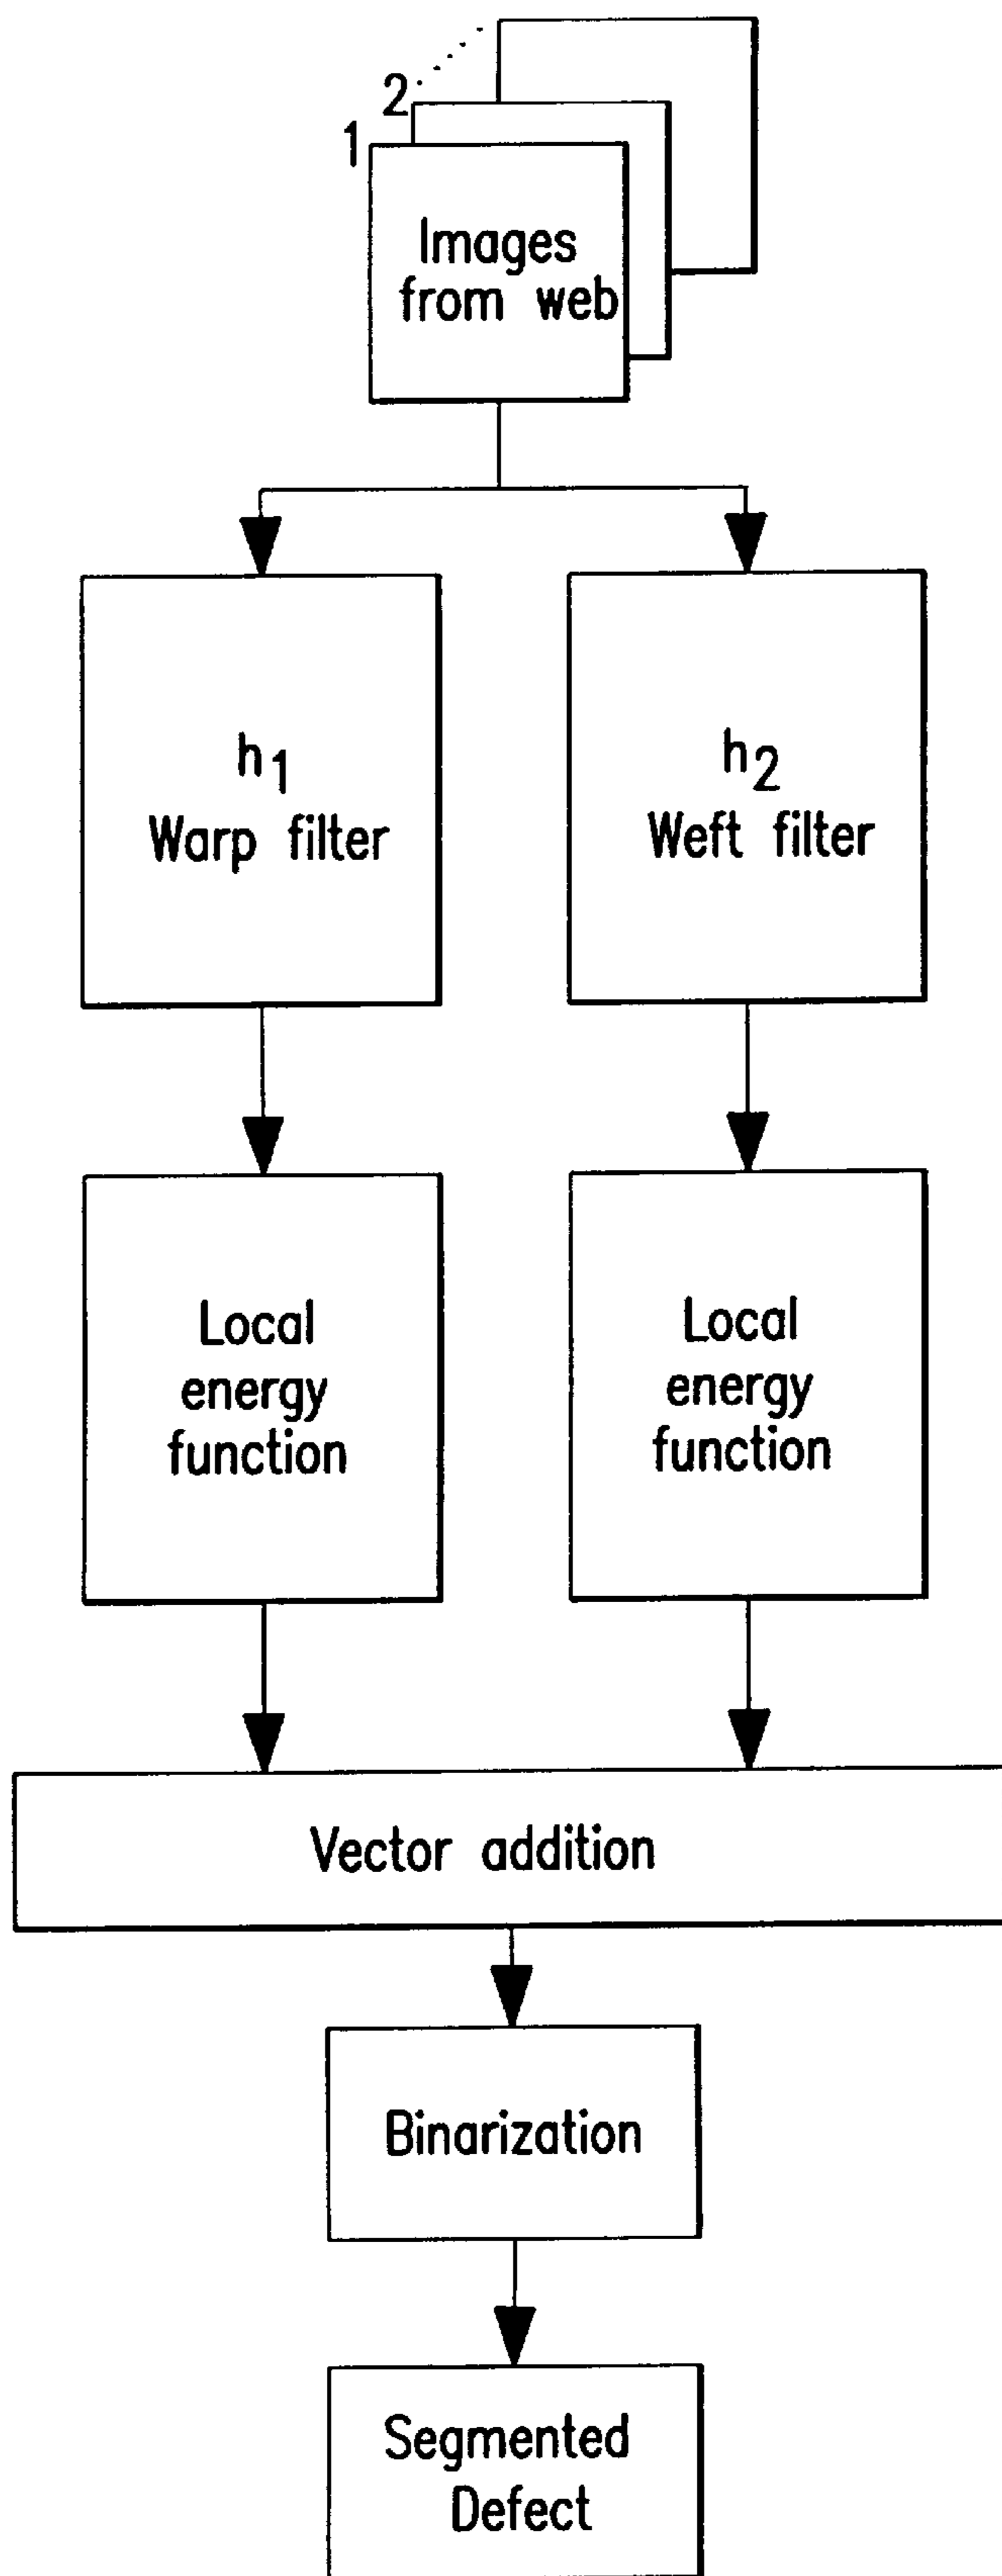 2
1
Images
from web
h1
Warp filter
h2
Weft filter
Local
energy
function
Local
energy
function
Vector addition
Binarization
Segmented
Defect